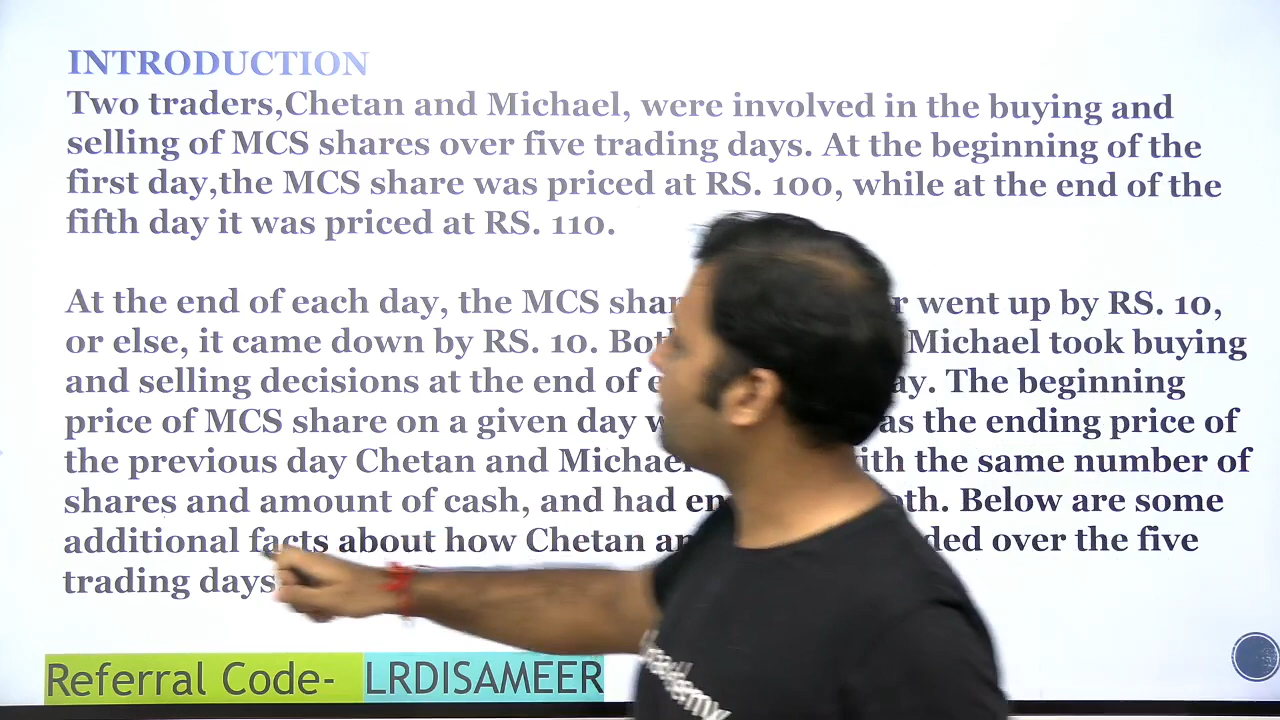 INTRODUCTION
Two traders,Chetan and Michael, were involved in the buying and
selling of MCS shares over five trading days. At the beginning of the
first day,the MCS share was priced at RS. 100, while at the end of the
fifth day it was priced at RS. 110.
At the end of each day, the MCS shar r went up by RS. 10,
or else, it came down by RS. 10. Bot Michael took buying
and selling decisions at the end of e ay. The beginning
price of MCS share on a given day w as the ending price of
the previous day Chetan and Michael ith the same number of
shares and amount of cash, and had en oth. Below are some
additional facts about how Chetan an ded over the five
trading days
Referral Code- LRDISAMEER